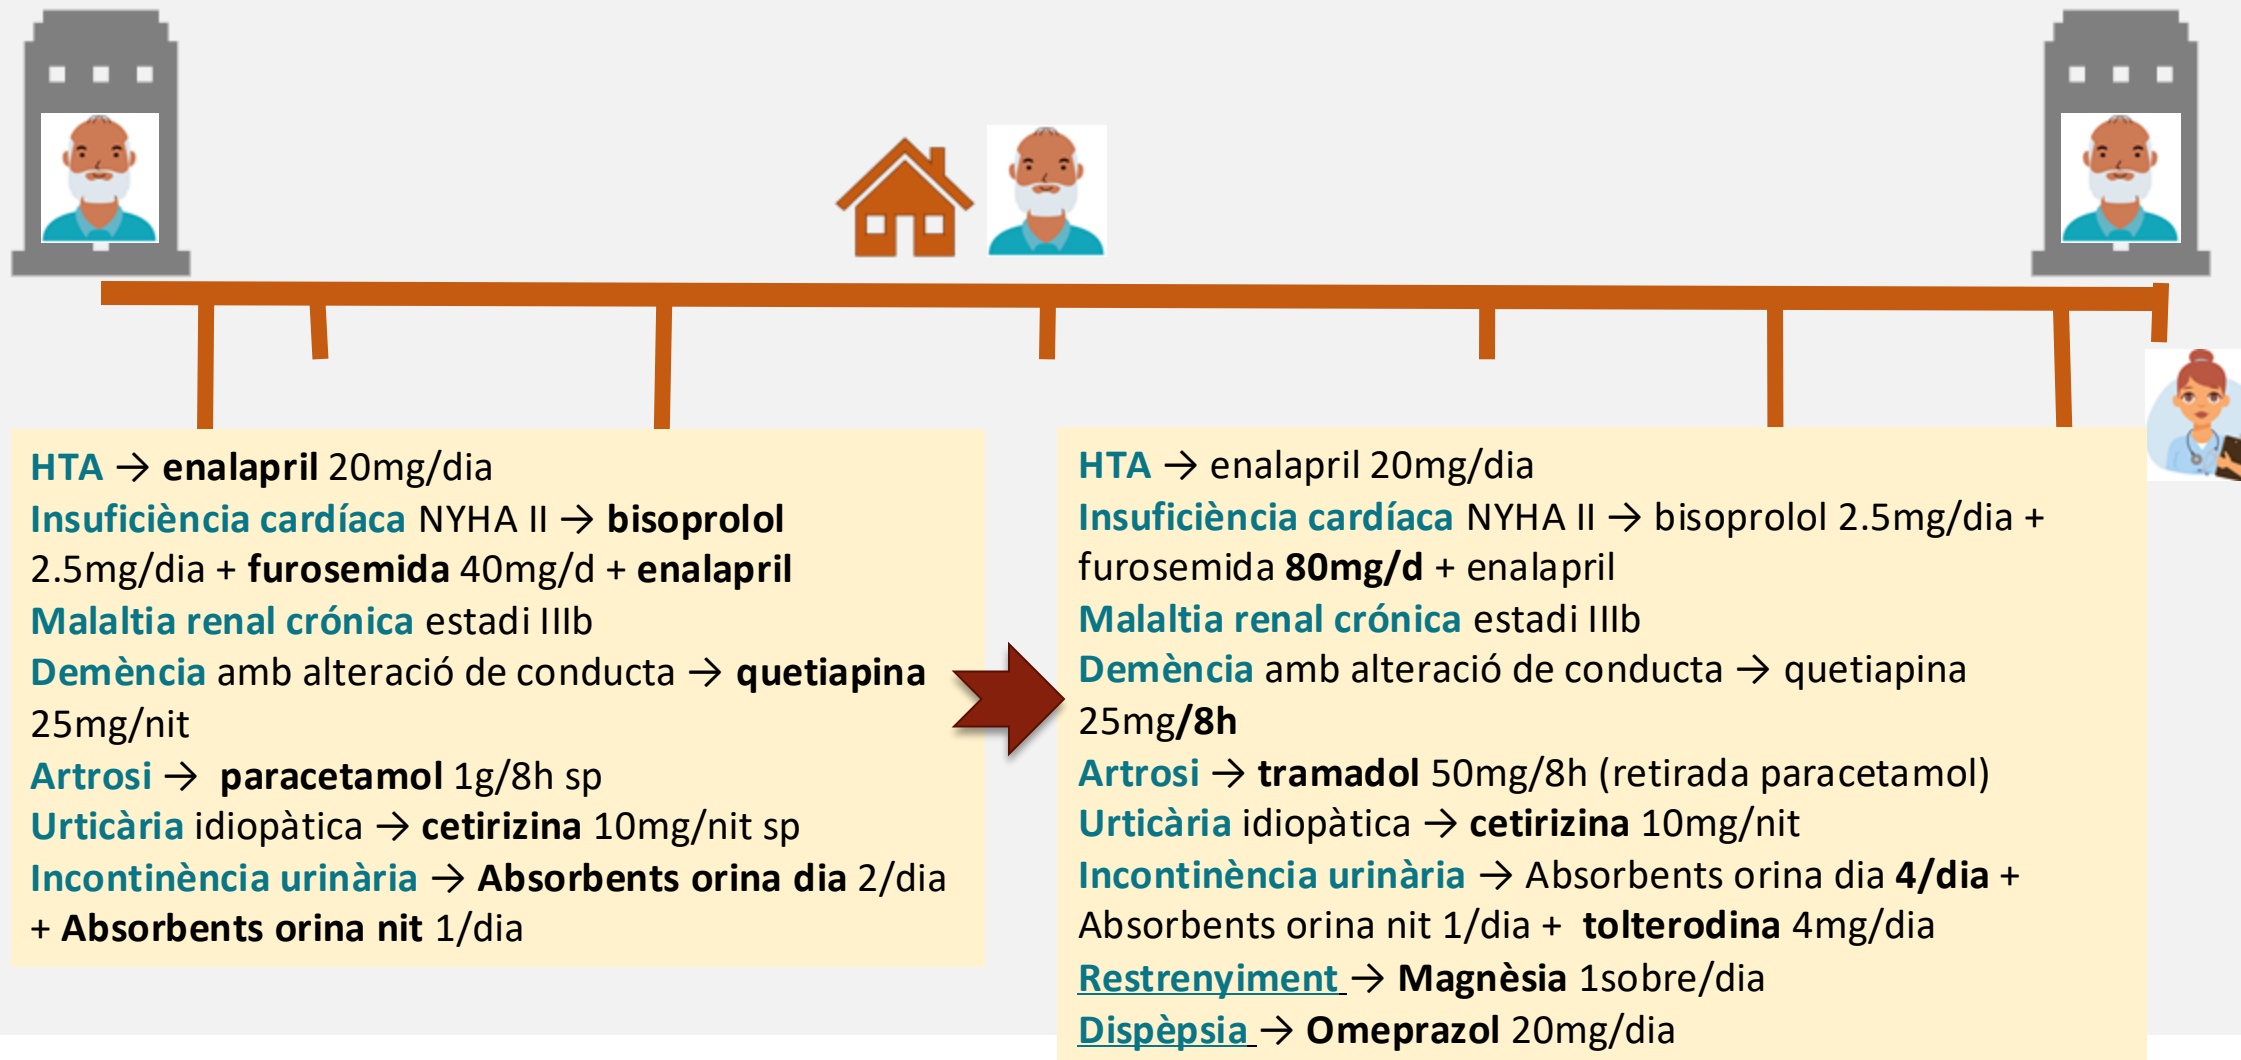 HTA → enalapril 20mg/dia
Insuficiència cardíaca NYHA II → bisoprolol
2.5mg/dia + furosemida 40mg/d + enalapril
Malaltia renal crónica estadi IIIb
Demència amb alteració de conducta → quetiapina
25mg/nit
Artrosi → paracetamol 1g/8h sp
Urticària idiopàtica → cetirizina 10mg/nit sp
Incontinència urinària → Absorbents orina dia 2/dia
+ Absorbents orina nit 1/dia
HTA → enalapril 20mg/dia
Insuficiència cardíaca NYHA II → bisoprolol 2.5mg/dia +
furosemida 80mg/d + enalapril
Malaltia renal crónica estadi IIIb
Demència amb alteració de conducta → quetiapina
25mg/8h
Artrosi → tramadol 50mg/8h (retirada paracetamol)
Urticària idiopàtica → cetirizina 10mg/nit
Incontinència urinària → Absorbents orina dia 4/dia +
Absorbents orina nit 1/dia + tolterodina 4mg/dia
Restrenyiment → Magnèsia 1sobre/dia
Dispèpsia → Omeprazol 20mg/dia